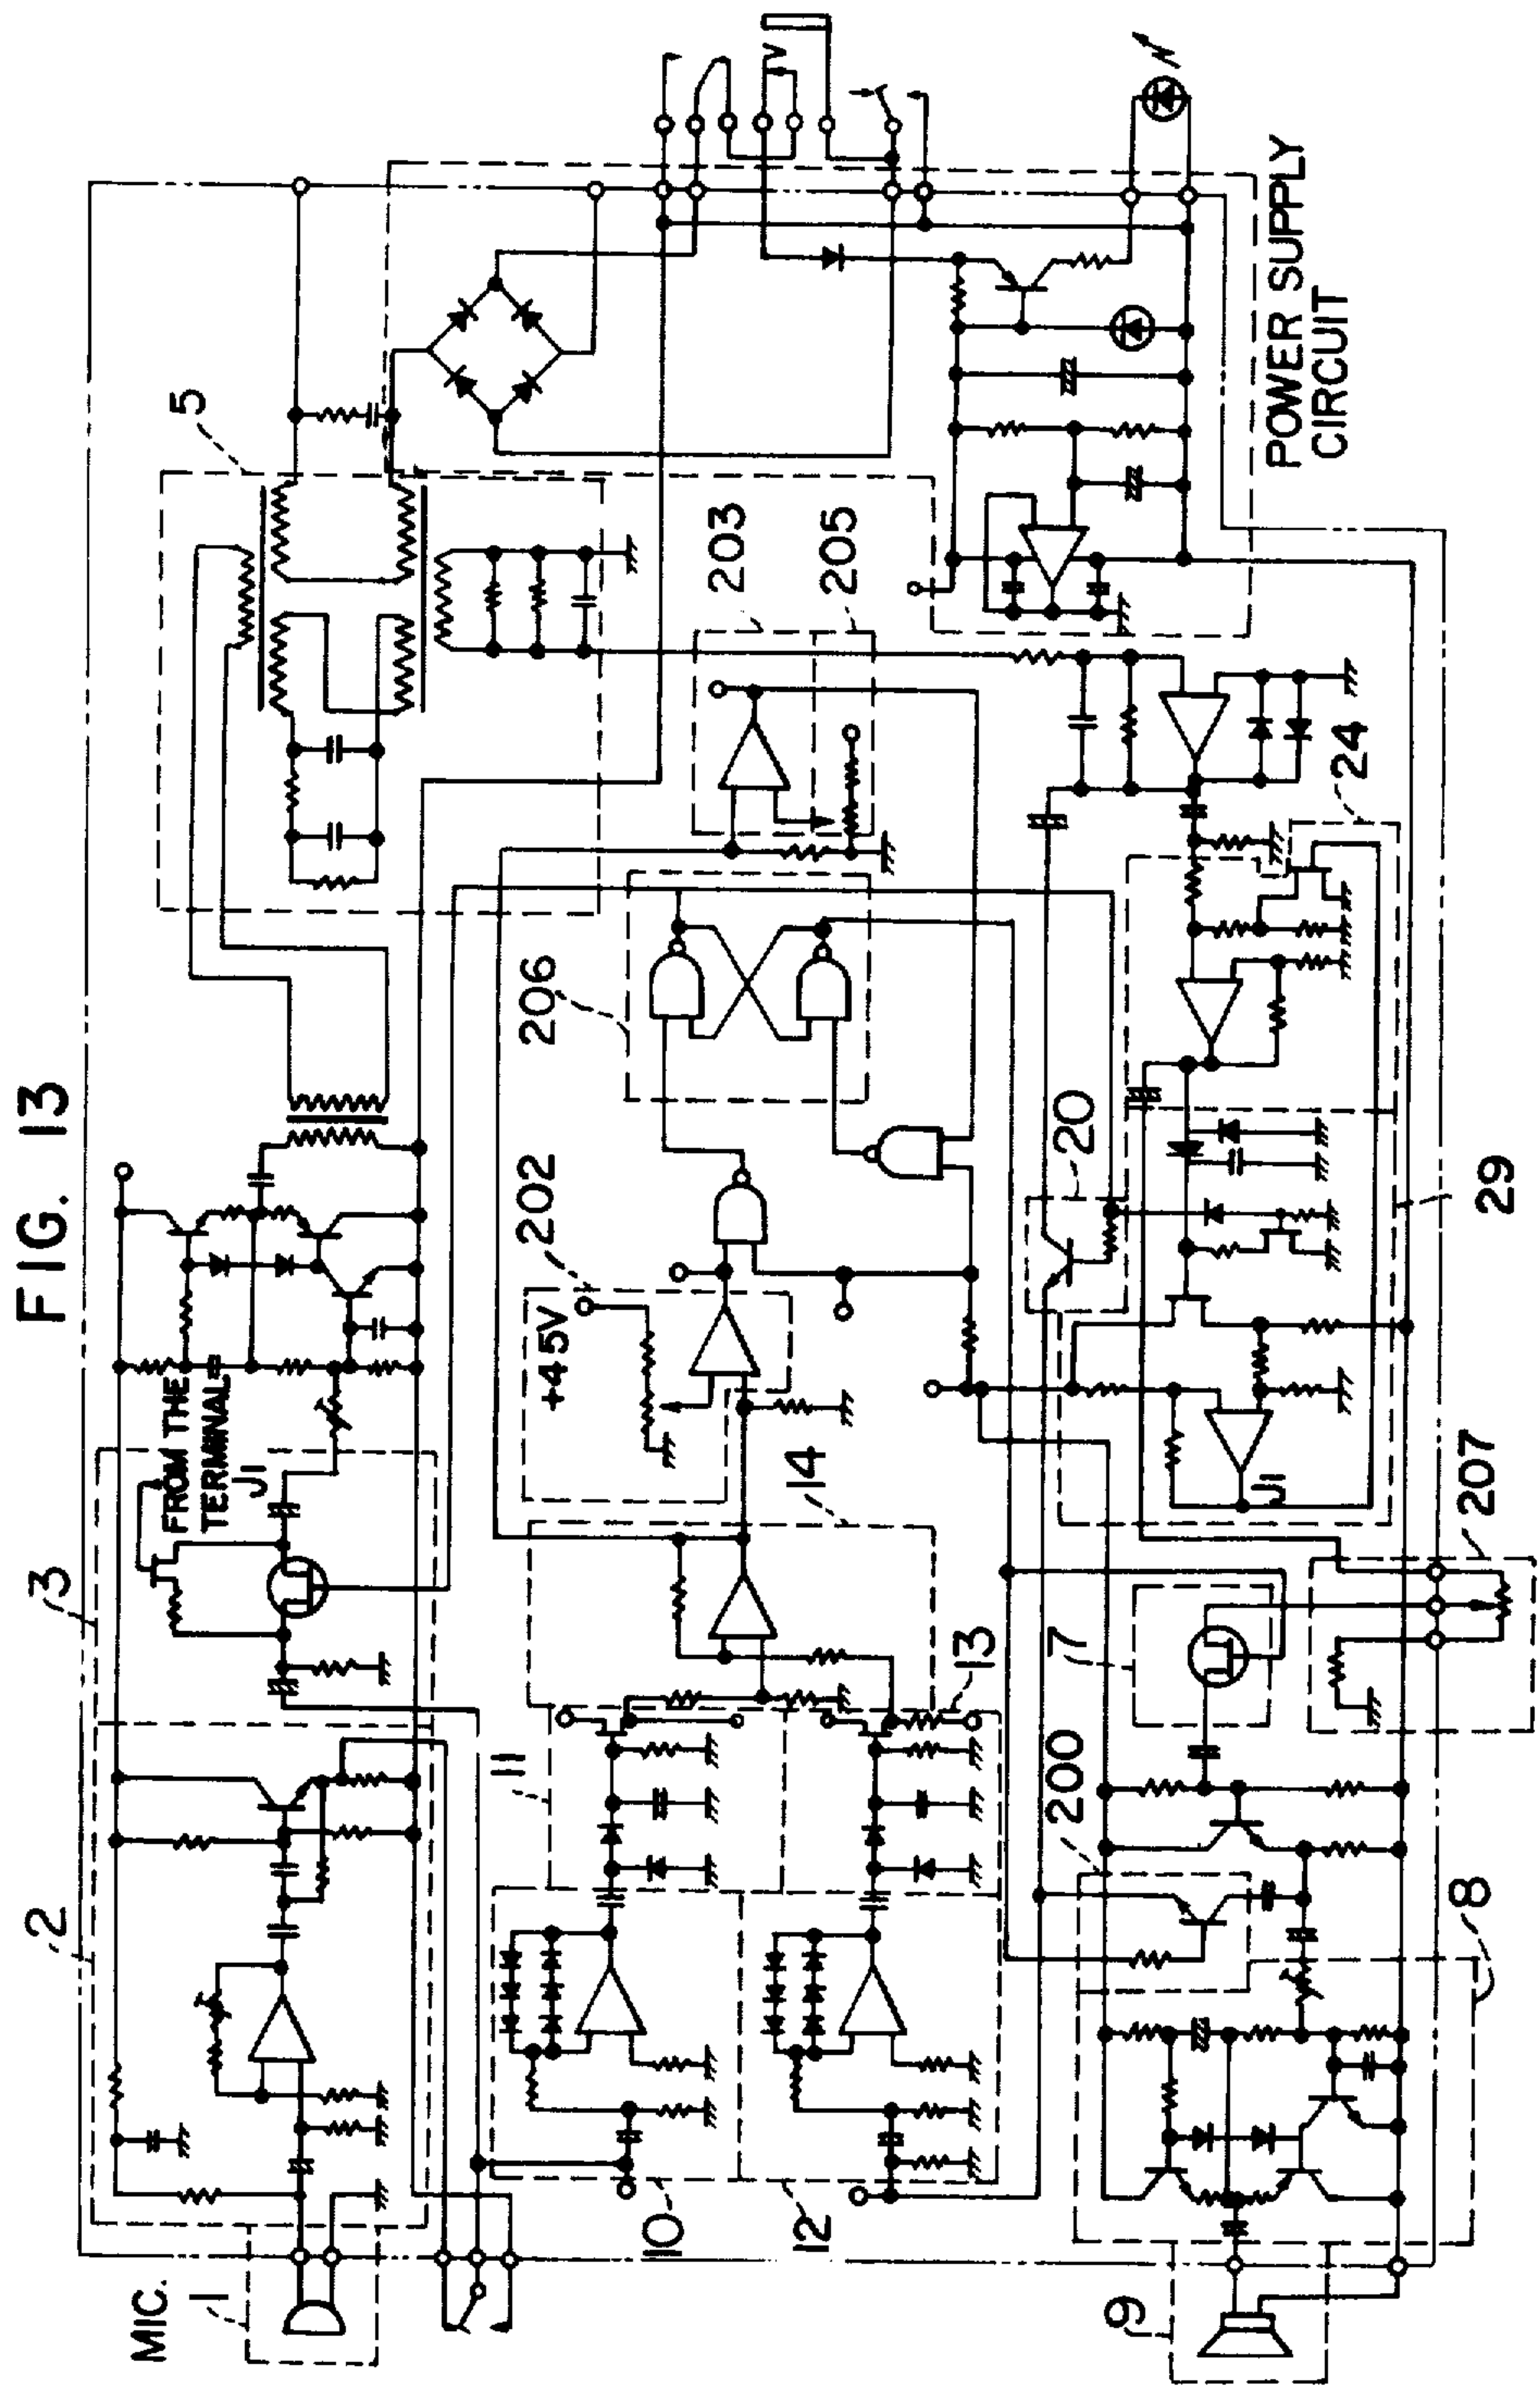 FIG. 13
MIC.
1
2
3
FROM THE
TERMINAL
J1
5
10
11
12
13
14
202
+45V
206
203
205
POWER SUPPLY
CIRCUIT
20
24
29
J1
200
7
207
8
9